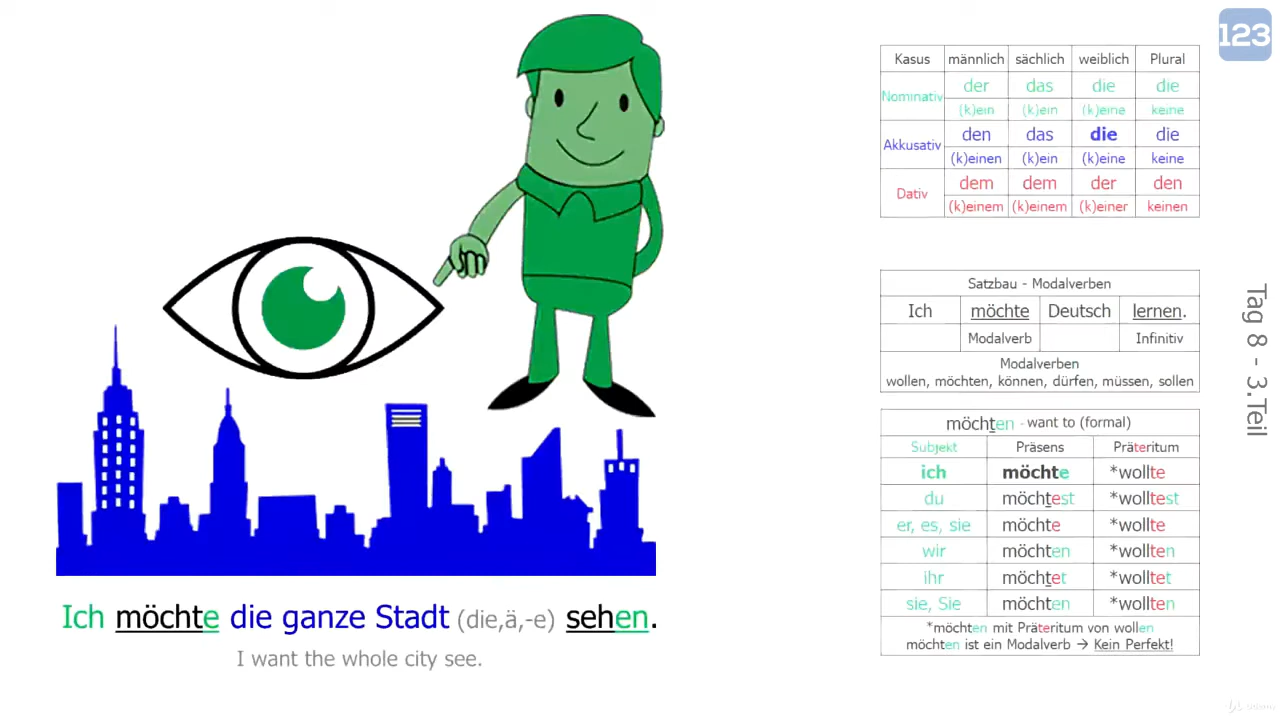 123
Kasus männlich sächlich weiblich Plural
Nominativ
der das die die
(k)ein (k)ein (k)eine keine
Akkusativ
den das die die
(k)einen (k)ein (k)eine keine
Dativ
dem dem der den
(k)einem (k)einem (k)einer keinen
Satzbau - Modalverben
Ich möchte Deutsch lernen.
Modalverb Infinitiv
Modalverben
wollen, möchten, können, dürfen, müssen, sollen
möchten - want to (formal)
Subjekt Präsens Präteritum
ich möchte *wollte
du möchtest *wolltest
er, es, sie möchte *wollte
wir möchten *wollten
ihr möchtet *wolltet
sie, Sie möchten *wollten
*möchten mit Präteritum von wollen
möchten ist ein Modalverb → Kein Perfekt!
Tag 8 - 3.Teil
Ich möchte die ganze Stadt (die,ä,-e) sehen.
I want the whole city see.